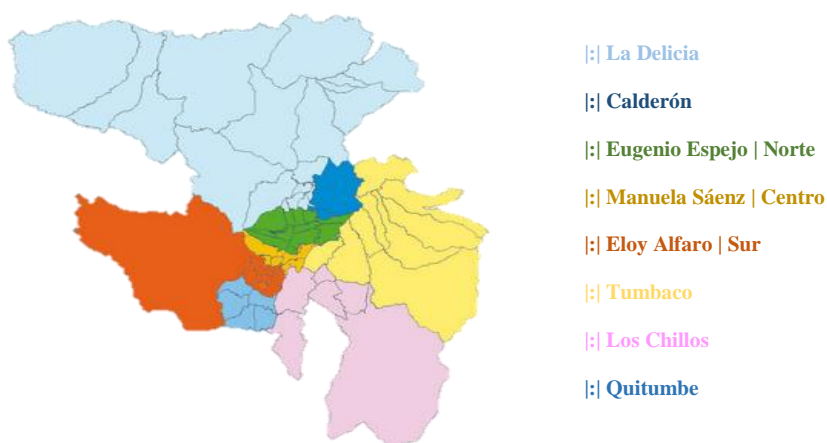 |:| La Delicia
|:| Calderón
|:| Eugenio Espejo | Norte
|:| Manuela Sáenz | Centro
|:| Eloy Alfaro | Sur
|:| Tumbaco
|:| Los Chillos
|:| Quitumbe